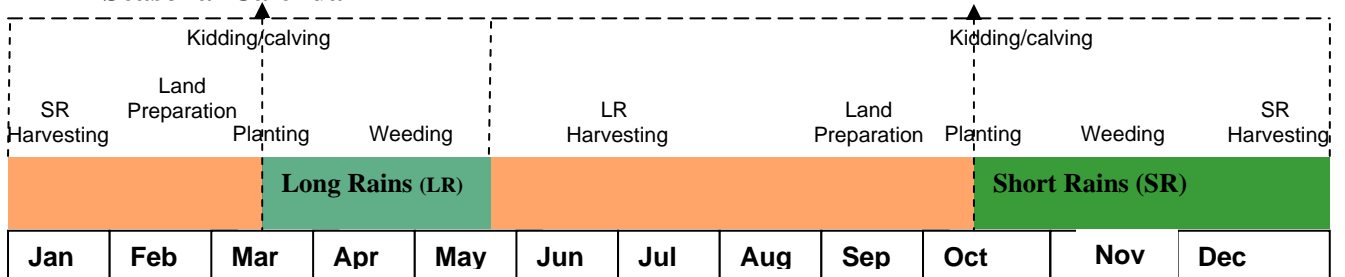 Kidding/calving Kidding/calving
Land
SR Preparation LR Land SR
Harvesting Planting Weeding Harvesting Preparation Planting Weeding Harvesting
Long Rains (LR) Short Rains (SR)
Jan Feb Mar Apr May Jun Jul Aug Sep Oct Nov Dec